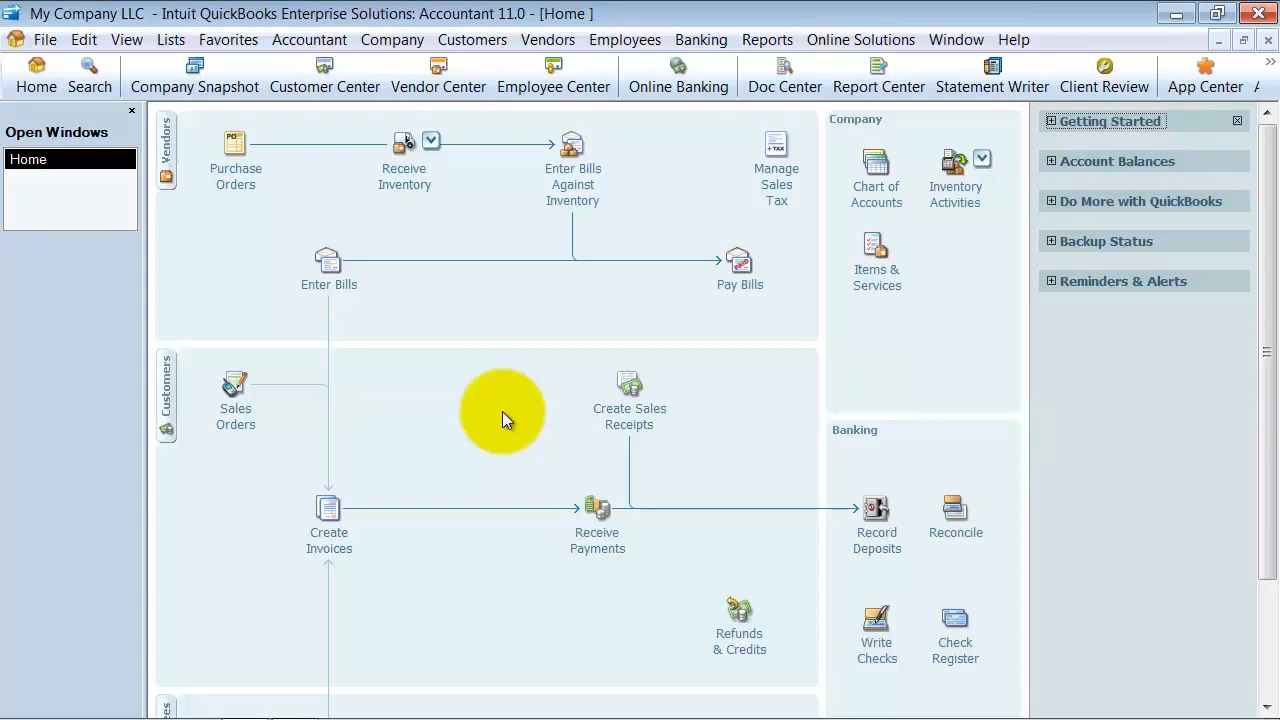 My Company LLC - Intuit QuickBooks Enterprise Solutions: Accountant 11.0 - [Home ]
File Edit View Lists Favorites Accountant Company Customers Vendors Employees Banking Reports Online Solutions Window Help
Home Search Company Snapshot Customer Center Vendor Center Employee Center Online Banking Doc Center Report Center Statement Writer Client Review App Center
Open Windows
Home
Vendors
PO
Purchase
Orders
Receive
Inventory
Enter Bills
Against
Inventory
+TAX
Manage
Sales
Tax
Enter Bills
Pay Bills
Customers
Sales
Orders
Create Sales
Receipts
Create
Invoices
Receive
Payments
Refunds
& Credits
Company
Chart of
Accounts
Inventory
Activities
Items &
Services
Banking
Record
Deposits
Reconcile
Write
Checks
Check
Register
Getting Started
Account Balances
Do More with QuickBooks
Backup Status
Reminders & Alerts